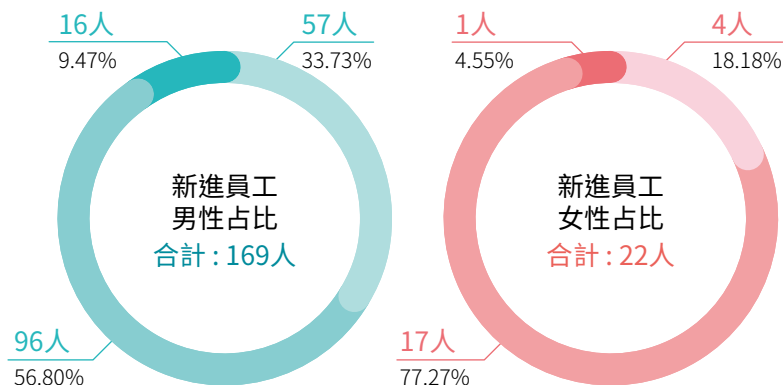 16人
9.47%
57人
33.73%
新進員工
男性占比
合計 : 169人
96人
56.80%
1人
4.55%
4人
18.18%
新進員工
女性占比
合計 : 22人
17人
77.27%